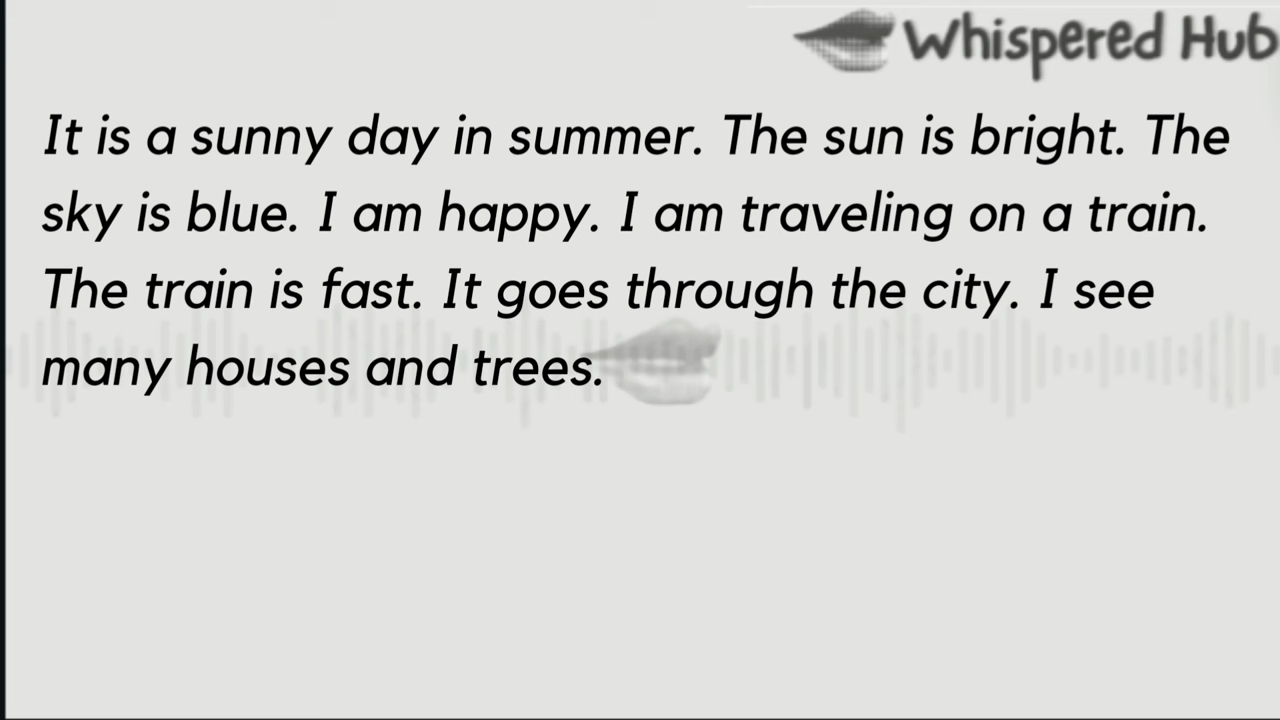 Whispered Hub
It is a sunny day in summer. The sun is bright. The
sky is blue. I am happy. I am traveling on a train.
The train is fast. It goes through the city. I see
many houses and trees.